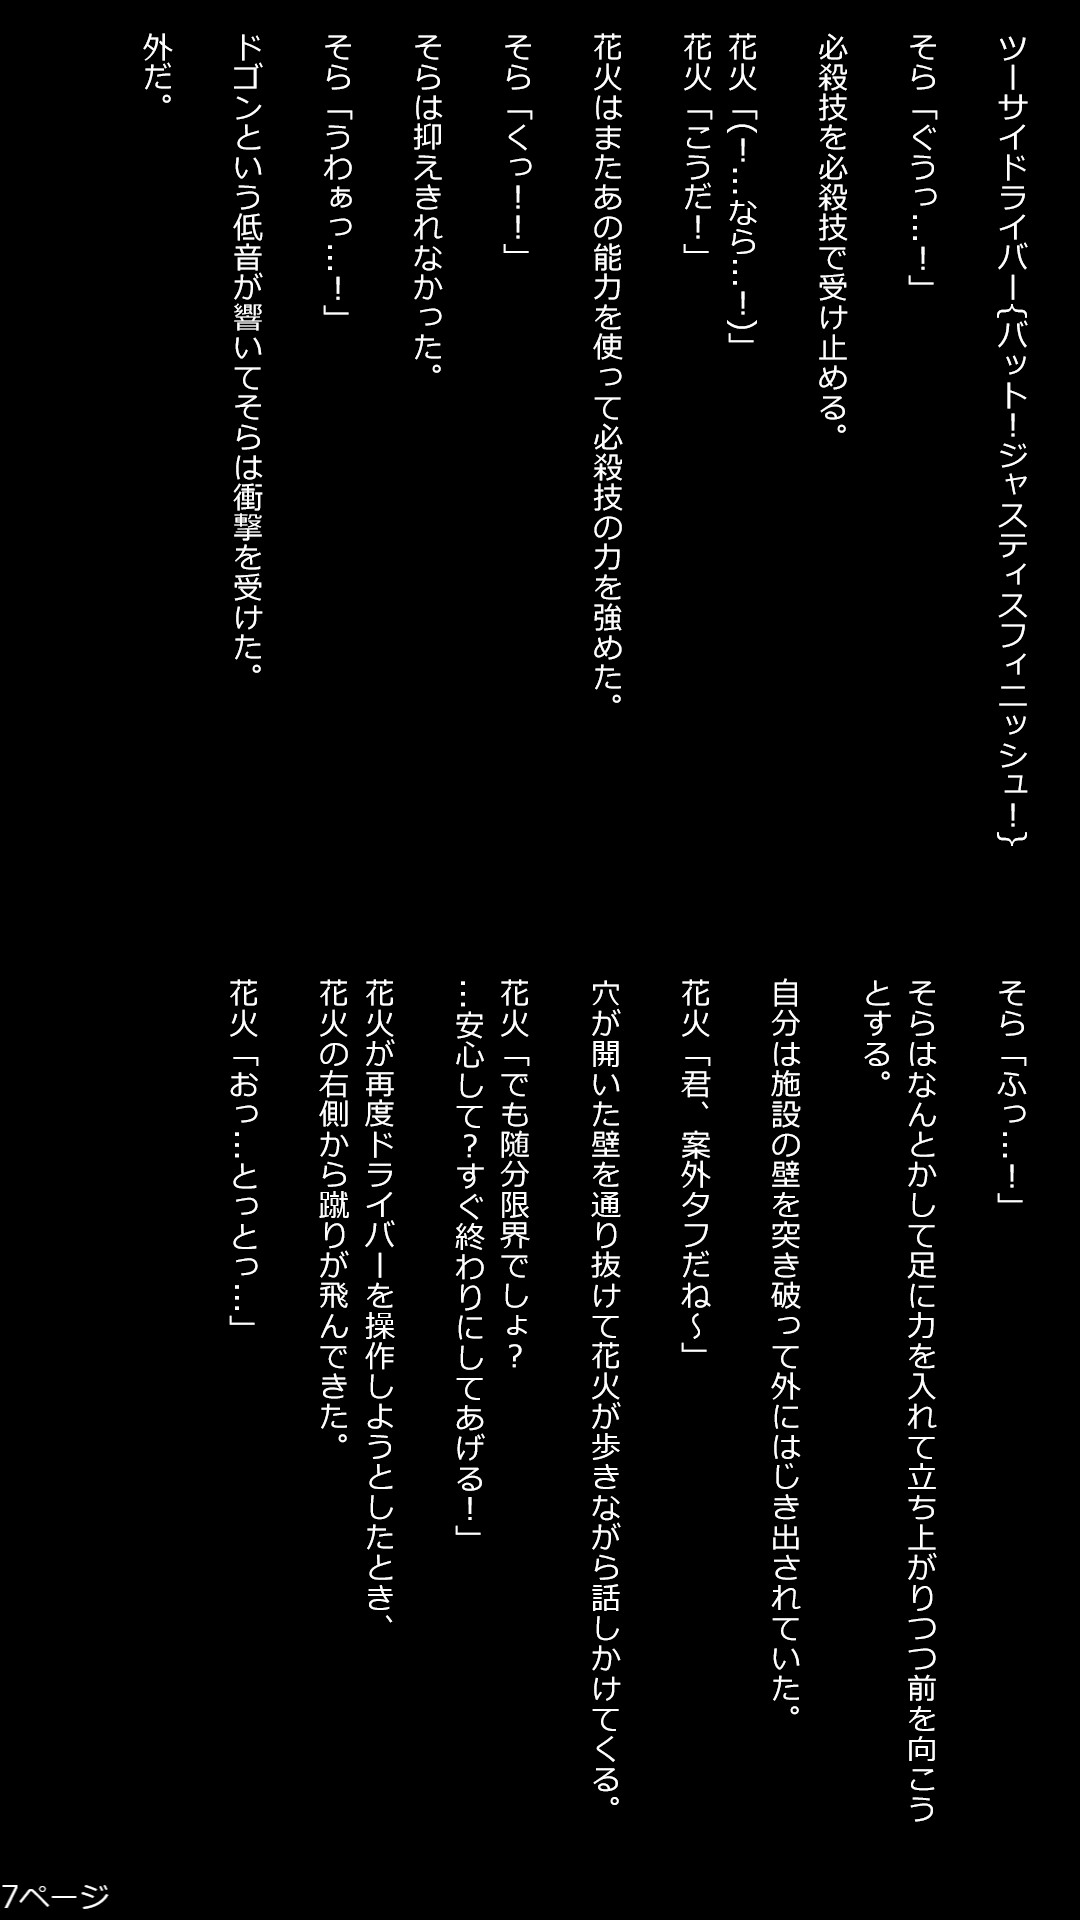 ツーサイドライバー{バット！ジャスティスフィニッシュ！}
そら「ぐうっ…！」
必殺技を必殺技で受け止める。
花火「(！…なら…！)」
花火「こうだ！」
花火はまたあの能力を使って必殺技の力を強めた。
そら「くっ！！」
そらは抑えきれなかった。
そら「うわぁっ…！」
ドゴンという低音が響いてそらは衝撃を受けた。
外だ。
そら「ふっ…！」
そらはなんとかして足に力を入れて立ち上がりつつ前を向こう
とする。
自分は施設の壁を突き破って外にはじき出されていた。
花火「君、案外タフだね～」
穴が開いた壁を通り抜けて花火が歩きながら話しかけてくる。
花火「でも随分限界でしょ？
…安心して？すぐ終わりにしてあげる！」
花火が再度ドライバーを操作しようとしたとき、
花火の右側から蹴りが飛んできた。
花火「おっ…とっとっ…」
7ページ